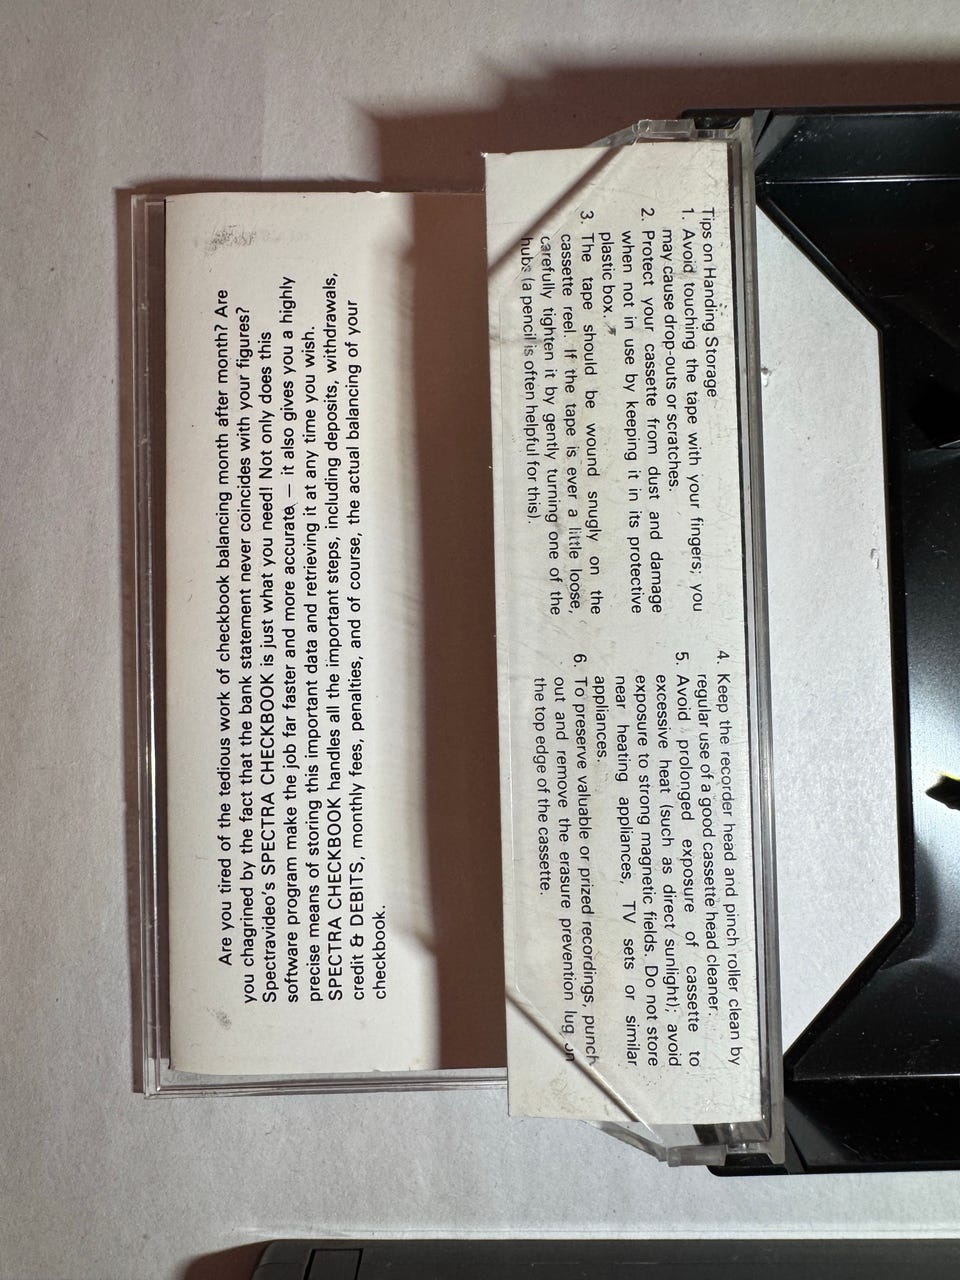 Are you tired of the tedious work of checkbook balancing month after month? Are
you chagrined by the fact that the bank statement never coincides with your figures?
Spectravideo's SPECTRA CHECKBOOK is just what you need! Not only does this
software program make the job far faster and more accurate, — it also gives you a highly
precise means of storing this important data and retrieving it at any time you wish.
SPECTRA CHECKBOOK handles all the important steps, including deposits, withdrawals,
credit & DEBITS, monthly fees, penalties, and of course, the actual balancing of your
checkbook.
Tips on Handing Storage
1. Avoid touching the tape with your fingers; you
may cause drop-outs or scratches.
2. Protect your cassette from dust and damage
when not in use by keeping it in its protective
plastic box.
3. The tape should be wound snugly on the
cassette reel. If the tape is ever a little loose,
carefully tighten it by gently turning one of the
hubs (a pencil is often helpful for this).
4. Keep the recorder head and pinch roller clean by
regular use of a good cassette head cleaner.
5. Avoid prolonged exposure of cassette to
excessive heat (such as direct sunlight); avoid
exposure to strong magnetic fields. Do not store
near heating appliances, TV sets or similar
appliances.
6. To preserve valuable or prized recordings, punch
out and remove the erasure prevention lug on
the top edge of the cassette.